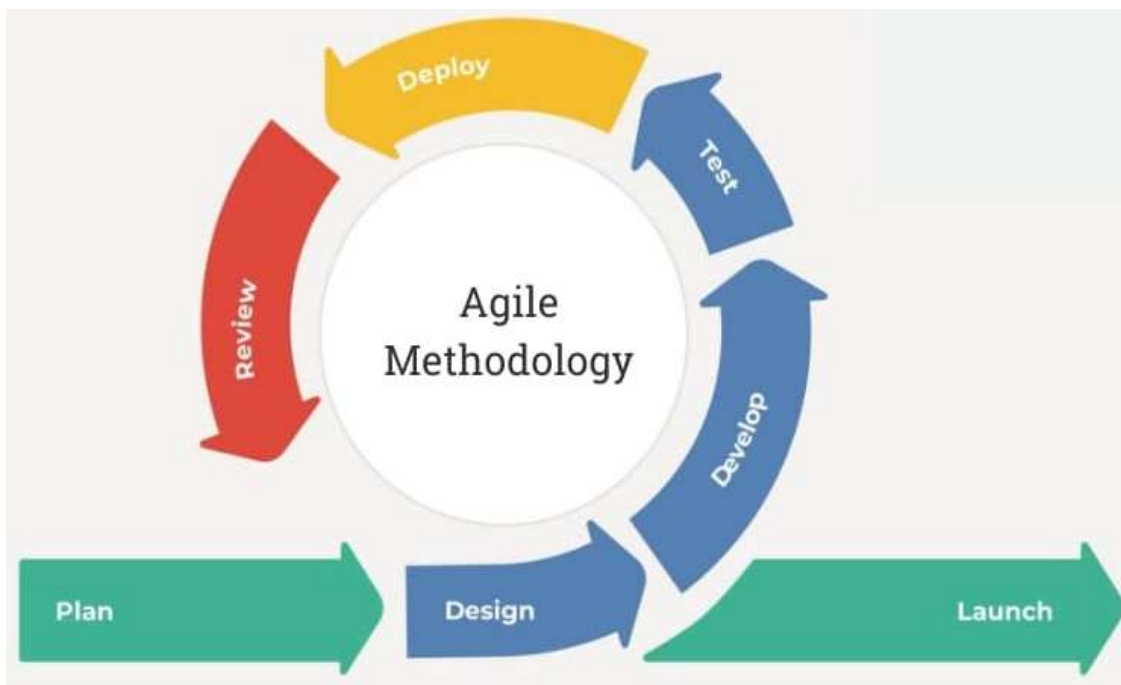 Deploy
Test
Review
Agile
Methodology
Develop
Plan
Design
Launch